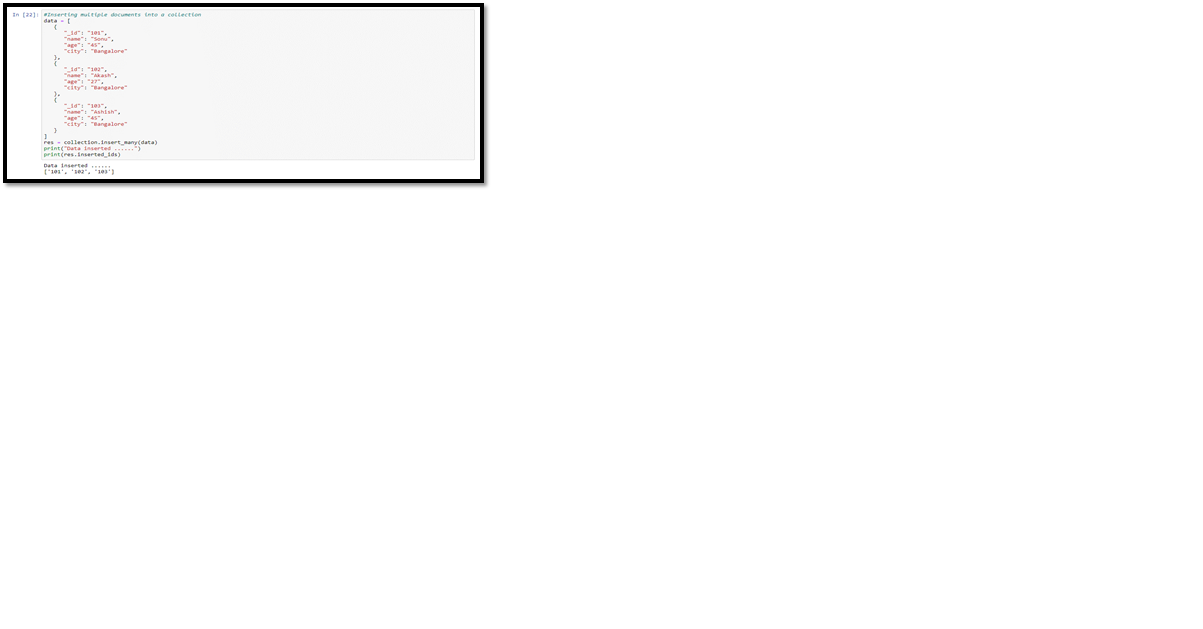 In [22]: #Inserting multiple documents into a collection
data = [
{
"_id": "101",
"name": "Sonu",
"age": "45",
"city": "Bangalore"
},
{
"_id": "102",
"name": "Akash",
"age": "27",
"city": "Bangalore"
},
{
"_id": "103",
"name": "Ashish",
"age": "45",
"city": "Bangalore"
}
]
res = collection.insert_many(data)
print("Data inserted ......")
print(res.inserted_ids)
Data inserted ......
['101', '102', '103']